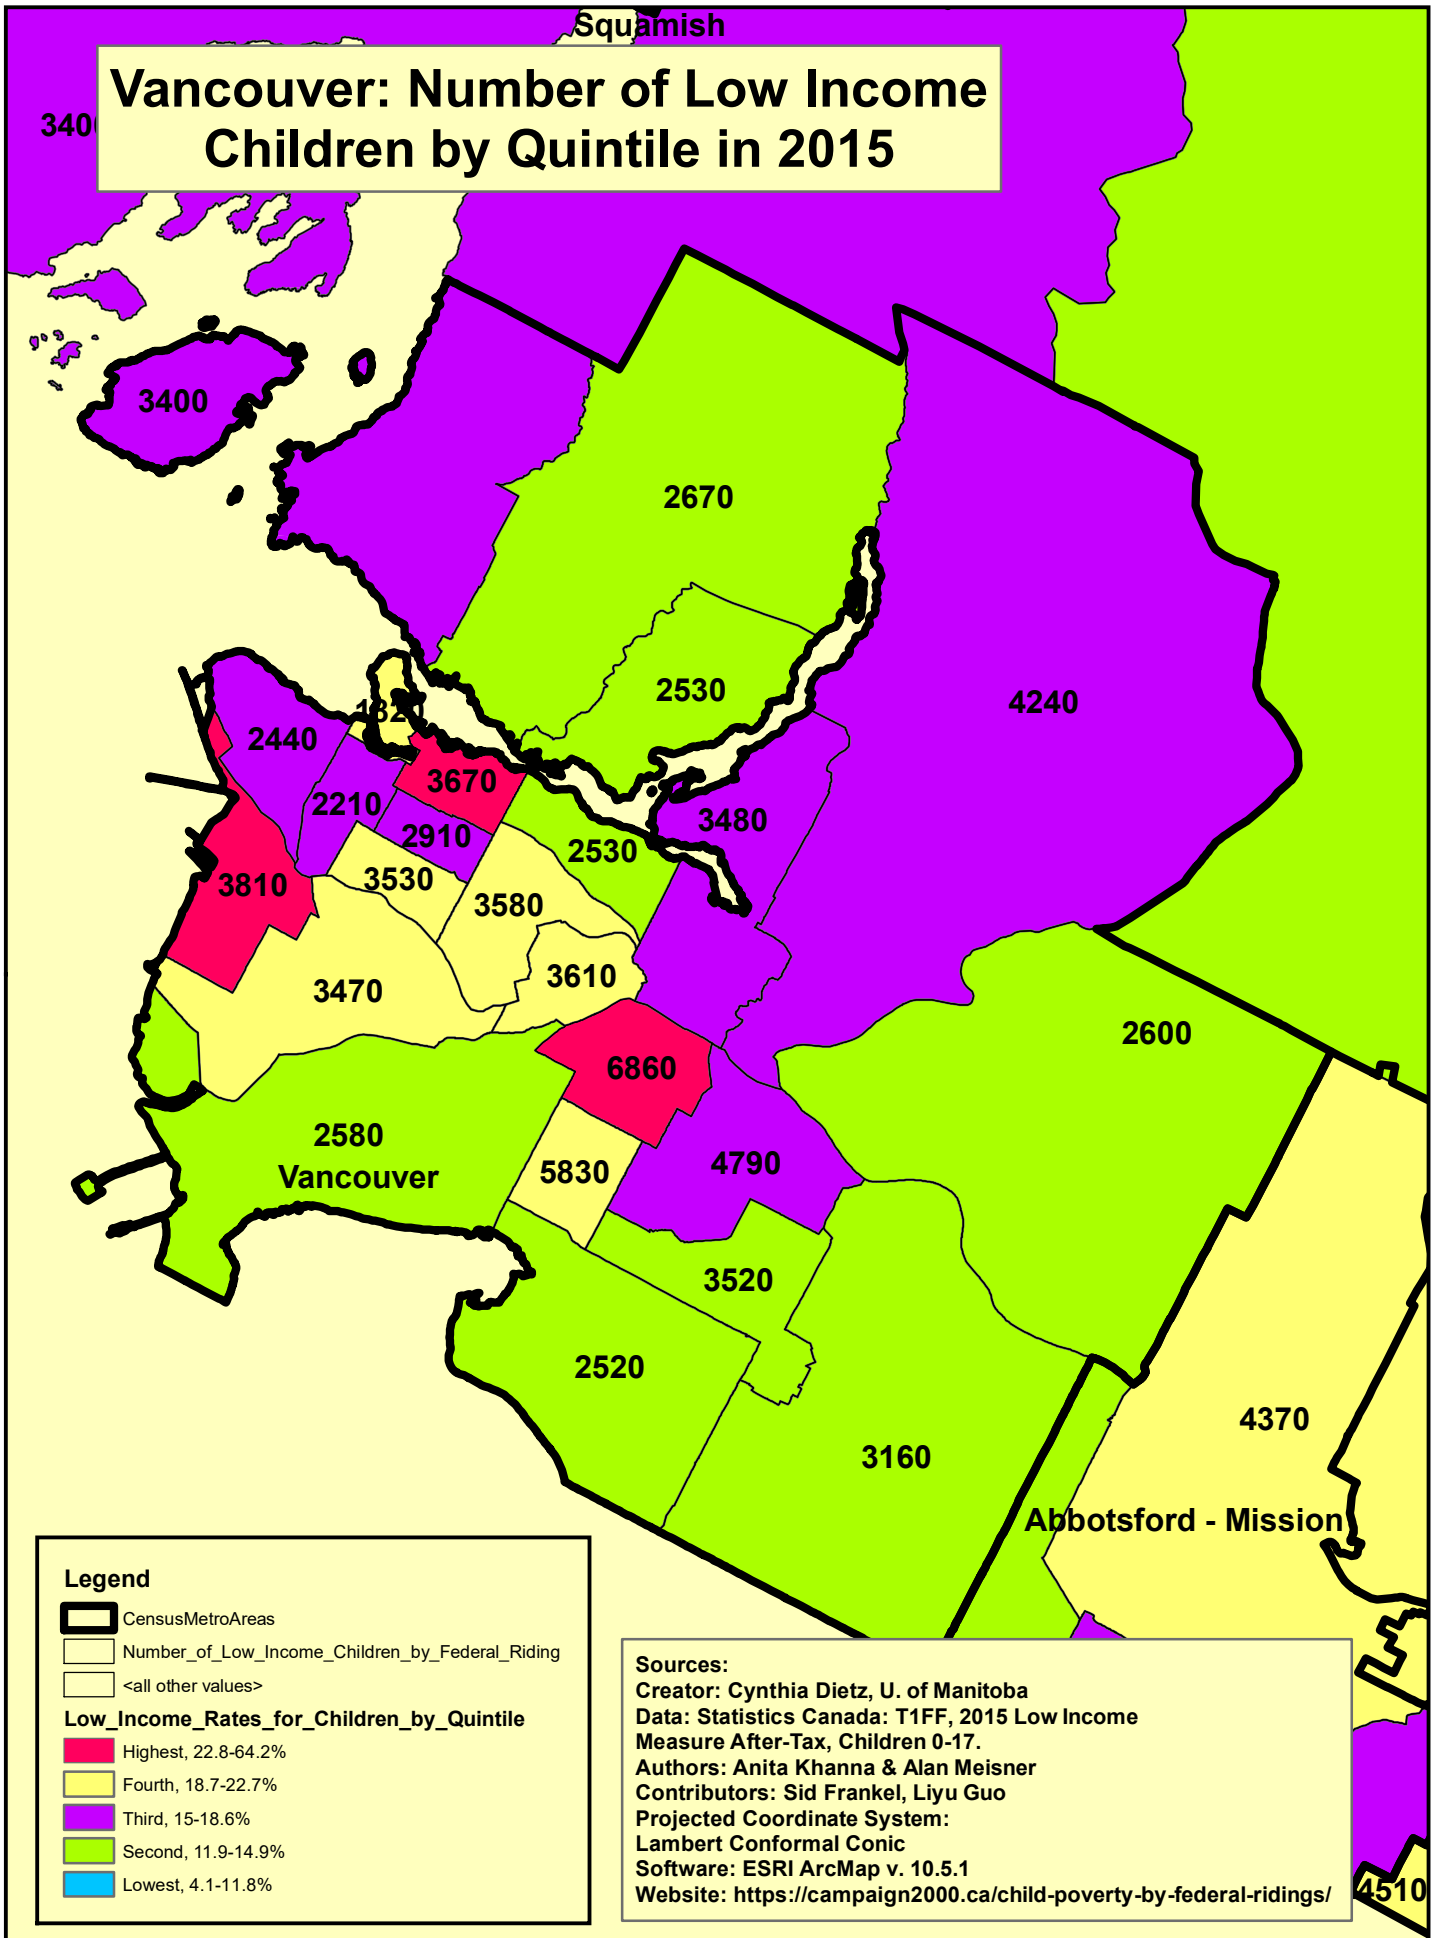 Squamish
Vancouver: Number of Low Income
Children by Quintile in 2015
3400
3400
2670
2530
4240
1820
2440
3670
2210
2910
3480
2530
3810
3530
3580
3610
3470
2600
6860
2580
Vancouver
5830
4790
3520
2520
4370
3160
Abbotsford - Mission
Legend
CensusMetroAreas
Number_of_Low_Income_Children_by_Federal_Riding
<all other values>
Low_Income_Rates_for_Children_by_Quintile
Highest, 22.8-64.2%
Fourth, 18.7-22.7%
Third, 15-18.6%
Second, 11.9-14.9%
Lowest, 4.1-11.8%
Sources:
Creator: Cynthia Dietz, U. of Manitoba
Data: Statistics Canada: T1FF, 2015 Low Income
Measure After-Tax, Children 0-17.
Authors: Anita Khanna & Alan Meisner
Contributors: Sid Frankel, Liyu Guo
Projected Coordinate System:
Lambert Conformal Conic
Software: ESRI ArcMap v. 10.5.1
Website: https://campaign2000.ca/child-poverty-by-federal-ridings/
4510